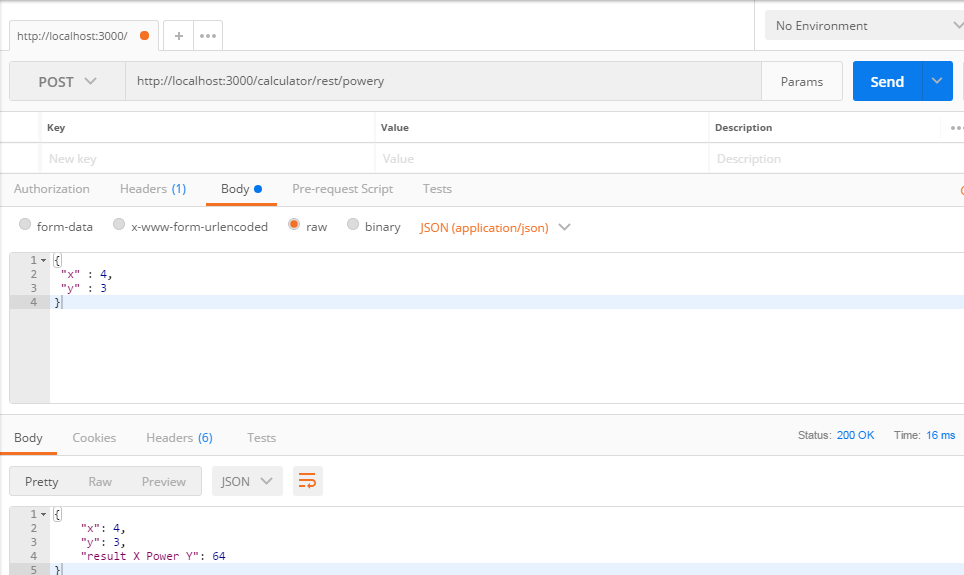 http://localhost:3000/
+
No Environment
POST http://localhost:3000/calculator/rest/powery Params Send
Key Value Description
New key Value Description
Authorization Headers (1) Body Pre-request Script Tests
form-data x-www-form-urlencoded raw binary JSON (application/json)
1 {
2 "x" : 4,
3 "y" : 3
4 }
Body Cookies Headers (6) Tests Status: 200 OK Time: 16 ms
Pretty Raw Preview JSON
1 {
2 "x": 4,
3 "y": 3,
4 "result X Power Y": 64
5 }